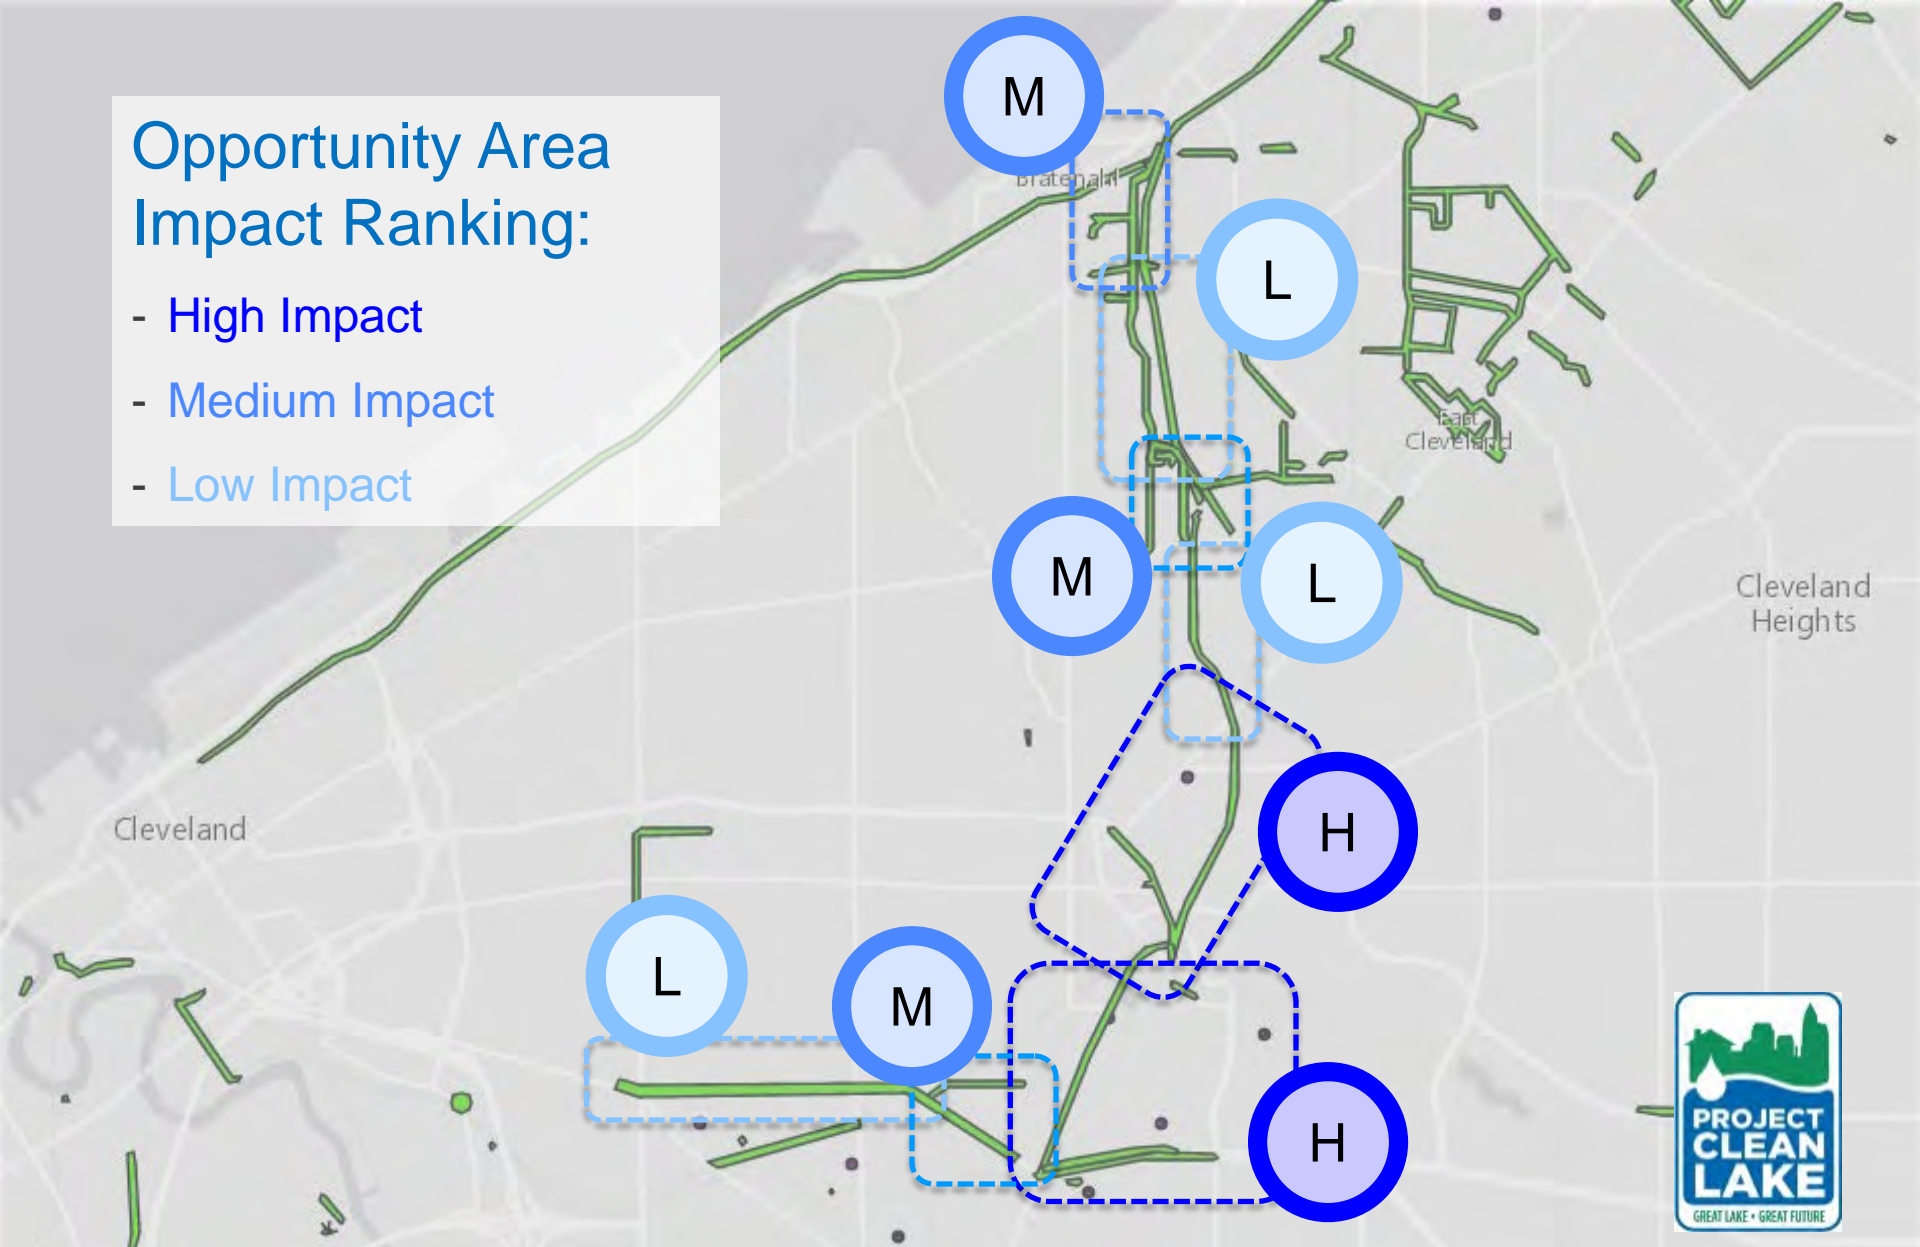 Opportunity Area
Impact Ranking:
- High Impact
- Medium Impact
- Low Impact
M
Bratenahl
L
East
Cleveland
M
L
Cleveland
Heights
H
Cleveland
L
M
H
PROJECT
CLEAN
LAKE
GREAT LAKE • GREAT FUTURE